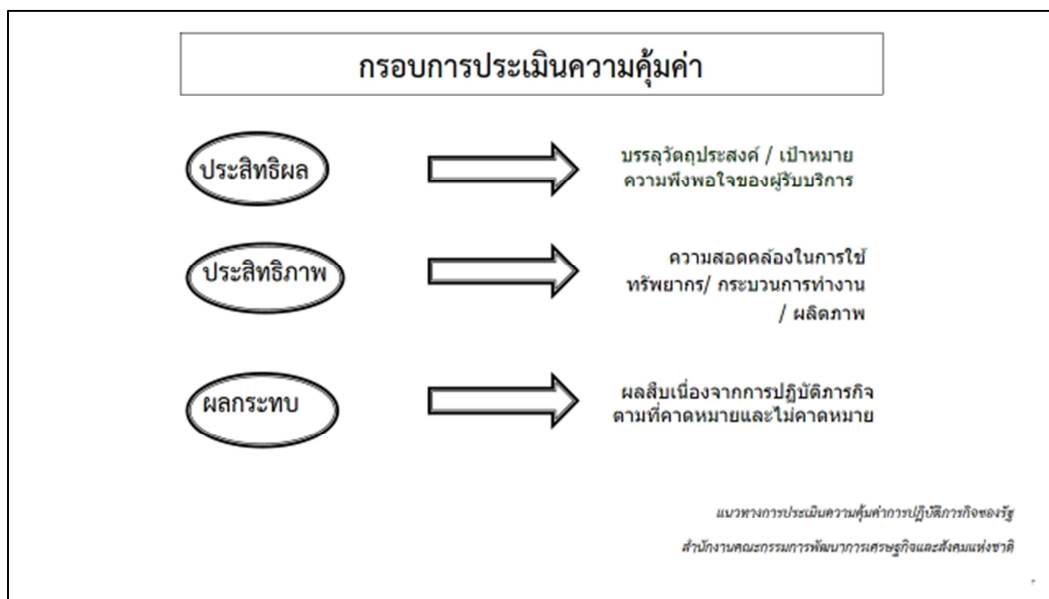 กรอบการประเมินความคุ้มค่า
ประสิทธิผล
บรรลุวัตถุประสงค์ / เป้าหมาย
ความพึงพอใจของผู้รับบริการ
ประสิทธิภาพ
ความสอดคล้องในการใช้
ทรัพยากร/ กระบวนการทำงาน
/ ผลิตภาพ
ผลกระทบ
ผลสืบเนื่องจากการปฏิบัติภารกิจ
ตามที่คาดหมายและไม่คาดหมาย
แนวทางการประเมินความคุ้มค่าการปฏิบัติภารกิจของรัฐ
สำนักงานคณะกรรมการพัฒนาการเศรษฐกิจและสังคมแห่งชาติ